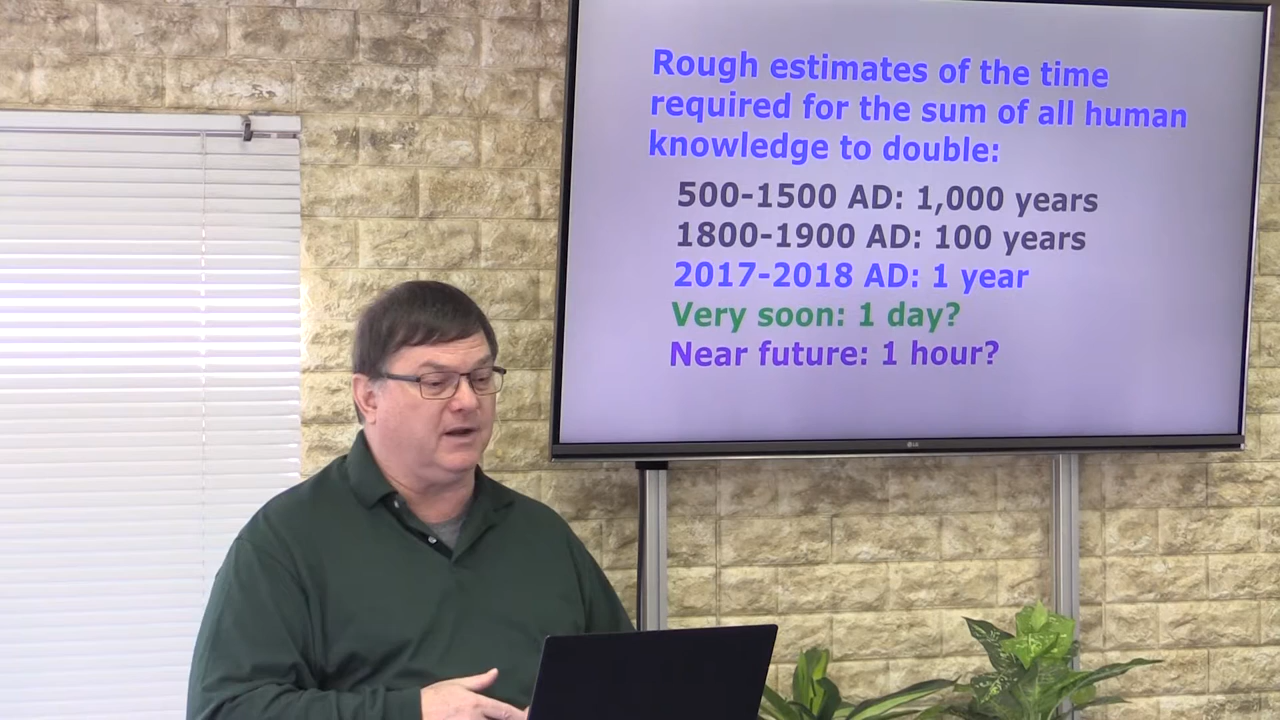 Rough estimates of the time
required for the sum of all human
knowledge to double:
500-1500 AD: 1,000 years
1800-1900 AD: 100 years
2017-2018 AD: 1 year
Very soon: 1 day?
Near future: 1 hour?
LG